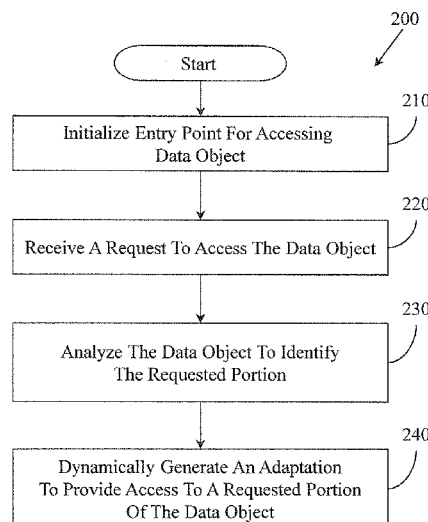 200
Start
210
Initialize Entry Point For Accessing
Data Object
220
Receive A Request To Access The Data Object
230
Analyze The Data Object To Identify
The Requested Portion
240
Dynamically Generate An Adaptation
To Provide Access To A Requested Portion
Of The Data Object